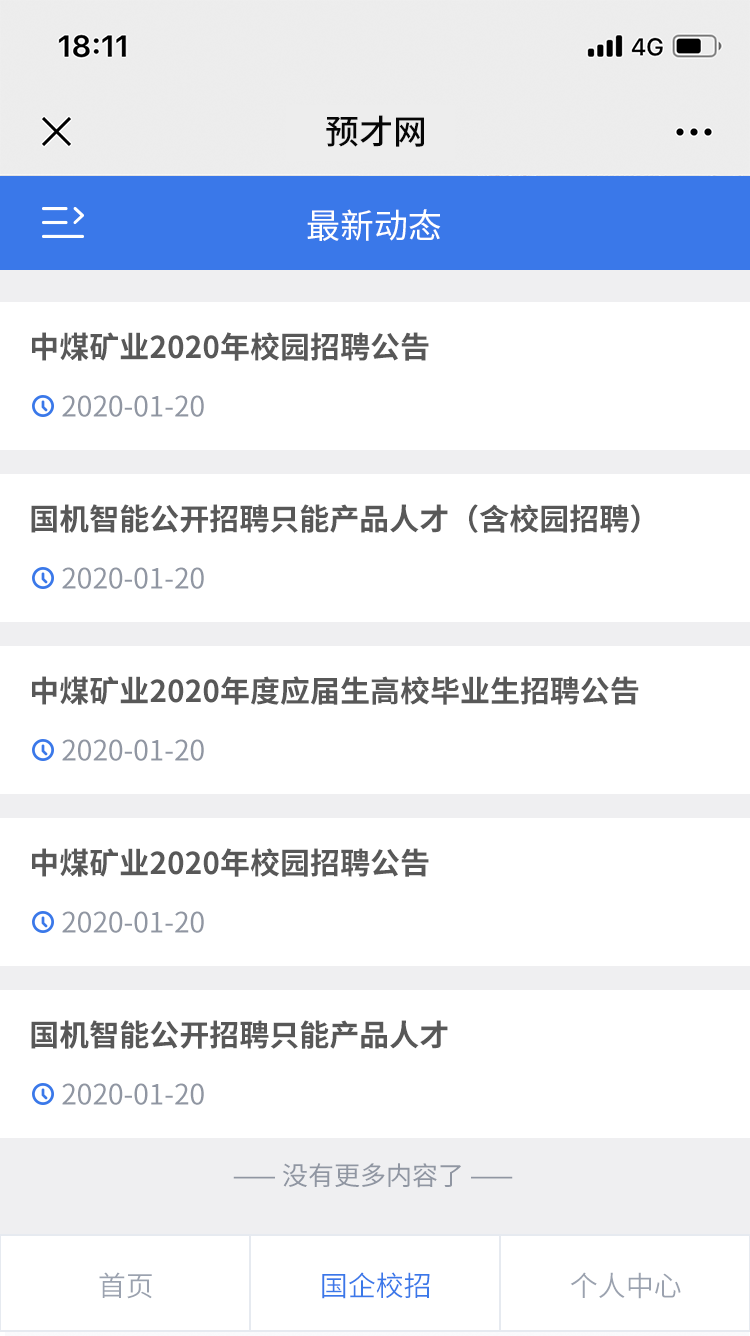 18:11
4G
预才网
最新动态
中煤矿业2020年校园招聘公告
2020-01-20
国机智能公开招聘只能产品人才（含校园招聘）
2020-01-20
中煤矿业2020年度应届生高校毕业生招聘公告
2020-01-20
中煤矿业2020年校园招聘公告
2020-01-20
国机智能公开招聘只能产品人才
2020-01-20
—— 没有更多内容了 ——
首页
国企校招
个人中心